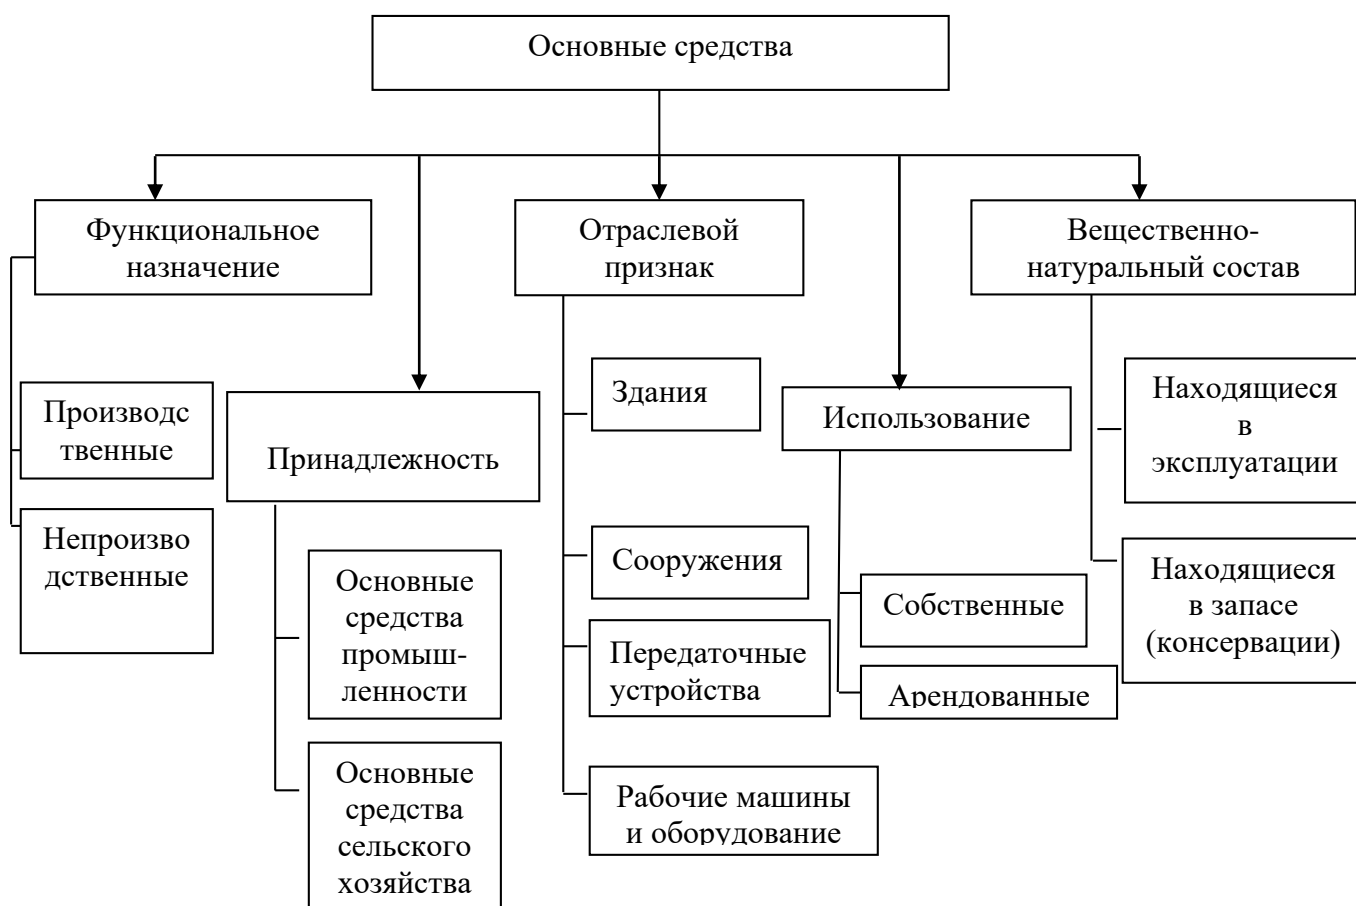 Основные средства
Функциональное
назначение
Отраслевой
признак
Вещественно-
натуральный состав
Производс
твенные
Непроизво
дственные
Принадлежность
Основные
средства
промыш-
ленности
Основные
средства
сельского
хозяйства
Здания
Сооружения
Передаточные
устройства
Рабочие машины
и оборудование
Использование
Собственные
Арендованные
Находящиеся
в
эксплуатации
Находящиеся
в запасе
(консервации)